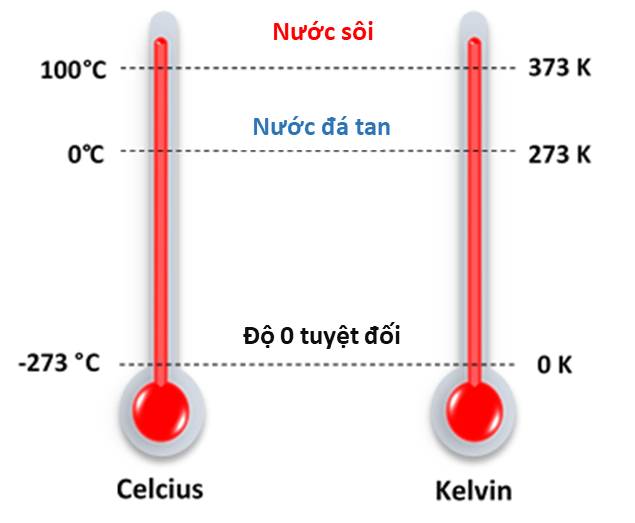 Nước sôi
100°C
373 K
Nước đá tan
0°C
273 K
Độ 0 tuyệt đối
-273 °C
0 K
Celcius
Kelvin